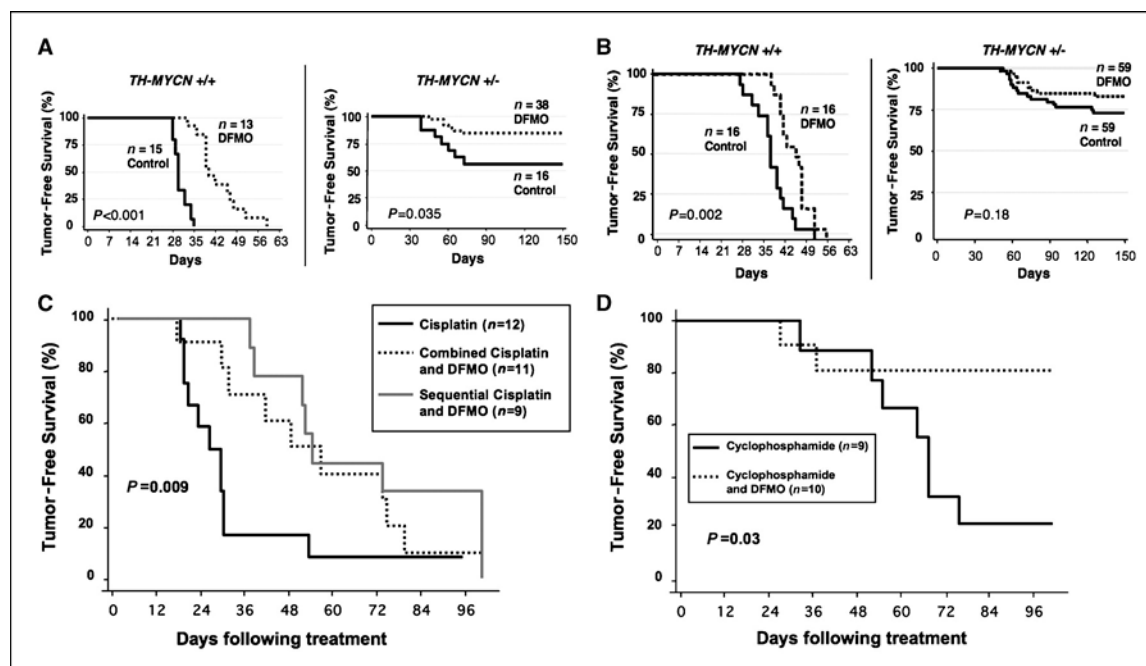 A
TH-MYCN +/+
TH-MYCN +/-
Tumor-Free Survival (%)
100
75
50
25
0
n = 13
DFMO
n = 15
Control
P<0.001
0 7 14 21 28 35 42 49 56 63
Days
Tumor-Free Survival (%)
100
75
50
25
0
n = 38
DFMO
n = 16
Control
P=0.035
0 30 60 90 120 150
Days
B
TH-MYCN +/+
TH-MYCN +/-
Tumor-Free Survival (%)
100
75
50
25
0
n = 16
DFMO
n = 16
Control
P=0.002
0 7 14 21 28 35 42 49 56 63
Days
Tumor-Free Survival (%)
100
75
50
25
0
n = 59
DFMO
n = 59
Control
P=0.18
0 30 60 90 120 150
Days
C
Tumor-Free Survival (%)
100
80
60
40
20
0
Cisplatin (n=12)
Combined Cisplatin
and DFMO (n=11)
Sequential Cisplatin
and DFMO (n=9)
P=0.009
0 12 24 36 48 60 72 84 96
Days following treatment
D
Tumor-Free Survival (%)
100
80
60
40
20
0
Cyclophosphamide (n=9)
Cyclophosphamide
and DFMO (n=10)
P=0.03
0 12 24 36 48 60 72 84 96
Days following treatment